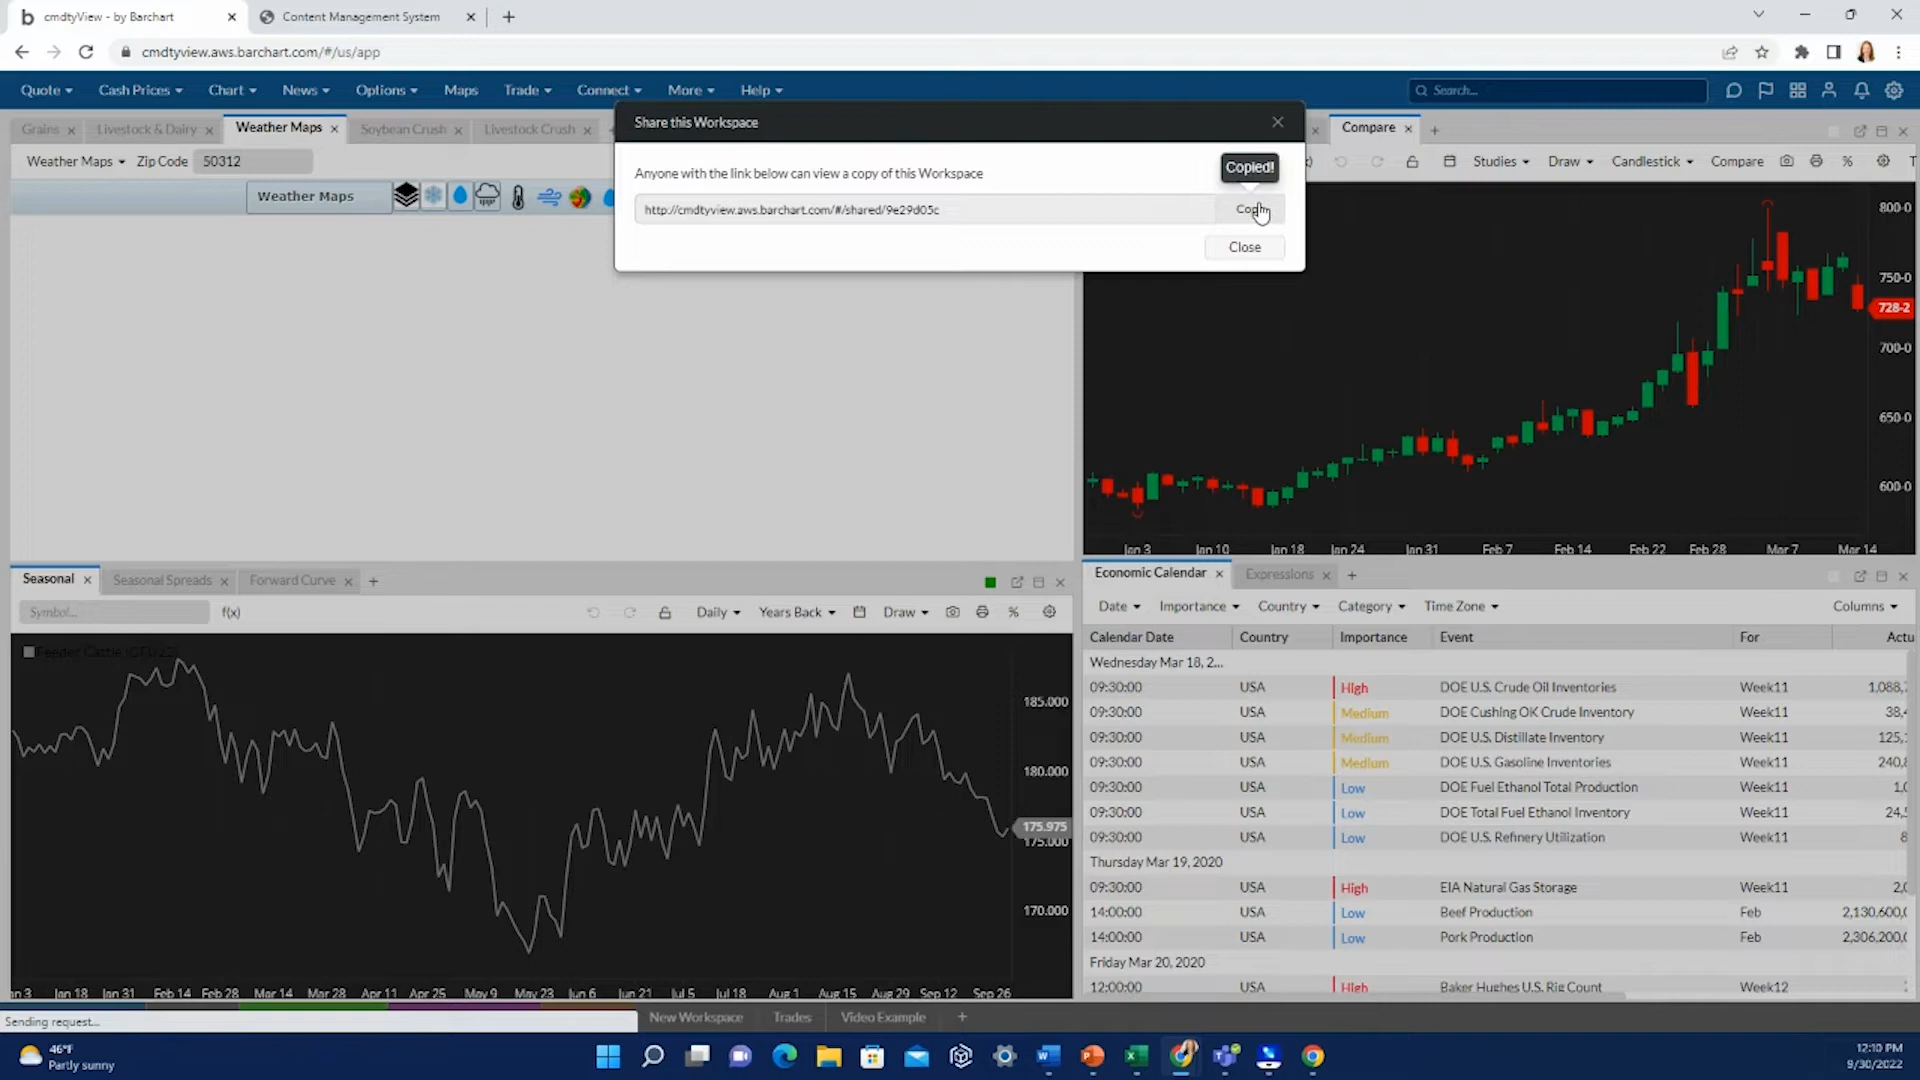 cmdtyView - by Barchart
Content Management System
cmdtyview.aws.barchart.com/#/us/app
Quote Cash Prices Chart News Options Maps Trade Connect More Help Search...
Grains Livestock & Dairy Weather Maps Soybean Crush Livestock Crush
Weather Maps Zip Code 50312
Weather Maps
Share this Workspace
Copied!
Anyone with the link below can view a copy of this Workspace
http://cmdtyview.aws.barchart.com/#/shared/9e29d05c
Close
Compare
Studies Draw Candlestick Compare %
800-0
750-0
728-2
700-0
650-0
600-0
Jan 3 Jan 10 Jan 18 Jan 24 Jan 31 Feb 7 Feb 14 Feb 22 Feb 28 Mar 7 Mar 14
Seasonal Seasonal Spreads Forward Curve
Symbol... f(x) Daily Years Back Draw %
185.000
180.000
175.975
175.000
170.000
n 3 Jan 18 Jan 31 Feb 14 Feb 28 Mar 14 Mar 28 Apr 11 Apr 25 May 9 May 23 Jun 6 Jun 21 Jul 5 Jul 18 Aug 1 Aug 15 Aug 29 Sep 12 Sep 26
Economic Calendar Expressions
Date Importance Country Category Time Zone Columns
Calendar Date Country Importance Event For Actu
Wednesday Mar 18, 2...
09:30:00 USA High DOE U.S. Crude Oil Inventories Week11 1,088,
09:30:00 USA Medium DOE Cushing OK Crude Inventory Week11 38,
09:30:00 USA Medium DOE U.S. Distillate Inventory Week11 125,
09:30:00 USA Medium DOE U.S. Gasoline Inventories Week11 240,
09:30:00 USA Low DOE Fuel Ethanol Total Production Week11 1,
09:30:00 USA Low DOE Total Fuel Ethanol Inventory Week11 24,
09:30:00 USA Low DOE U.S. Refinery Utilization Week11 8
Thursday Mar 19, 2020
09:30:00 USA High EIA Natural Gas Storage Week11 2,
14:00:00 USA Low Beef Production Feb 2,130,600,
14:00:00 USA Low Pork Production Feb 2,306,200,
Friday Mar 20, 2020
12:00:00 USA High Baker Hughes U.S. Rig Count Week12
Sending request...
New Workspace Trades Video Example
46°F
Partly sunny
12:10 PM
9/30/2022